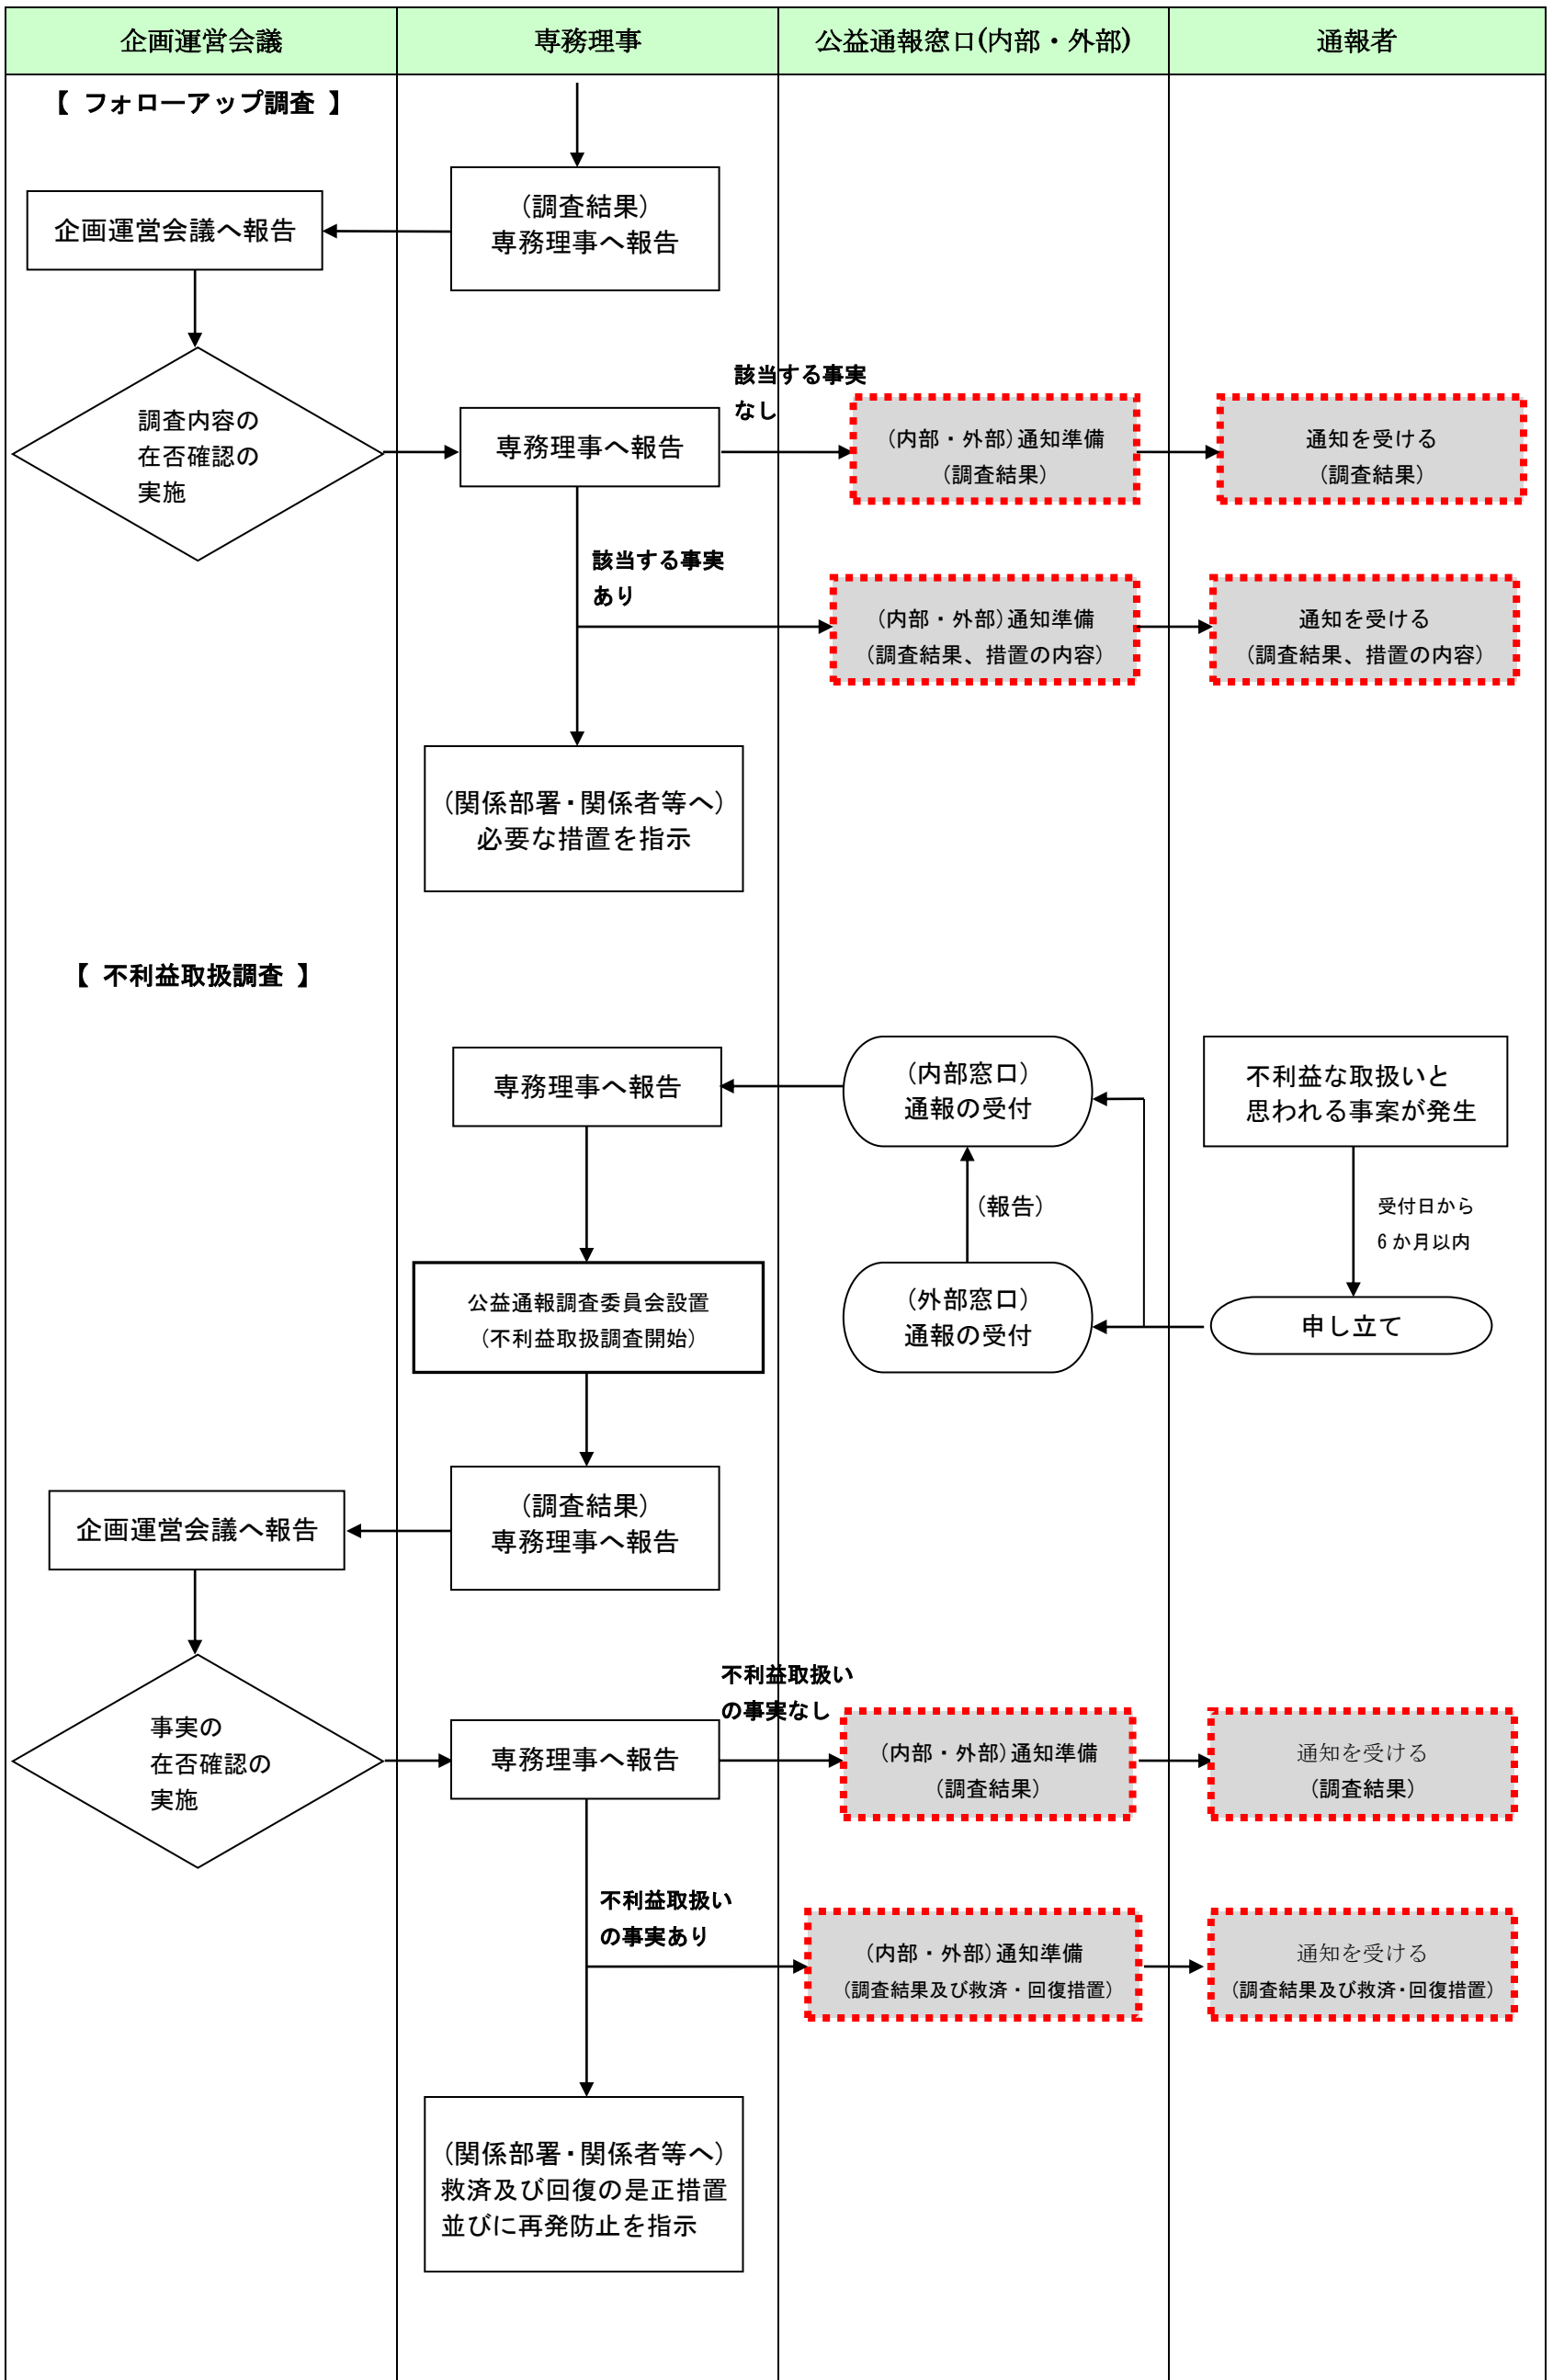 企画運営会議
専務理事
公益通報窓口(内部・外部)
通報者
【 フォローアップ調査 】
（調査結果）
専務理事へ報告
企画運営会議へ報告
調査内容の
在否確認の
実施
専務理事へ報告
該当する事実
なし
（内部・外部）通知準備
（調査結果）
通知を受ける
（調査結果）
該当する事実
あり
（内部・外部）通知準備
（調査結果、措置の内容）
通知を受ける
（調査結果、措置の内容）
（関係部署・関係者等へ）
必要な措置を指示
【 不利益取扱調査 】
不利益な取扱いと
思われる事案が発生
受付日から
6 か月以内
申し立て
（内部窓口）
通報の受付
（報告）
（外部窓口）
通報の受付
専務理事へ報告
公益通報調査委員会設置
（不利益取扱調査開始）
（調査結果）
専務理事へ報告
企画運営会議へ報告
事実の
在否確認の
実施
専務理事へ報告
不利益取扱い
の事実なし
（内部・外部）通知準備
（調査結果）
通知を受ける
（調査結果）
不利益取扱い
の事実あり
（内部・外部）通知準備
（調査結果及び救済・回復措置）
通知を受ける
（調査結果及び救済・回復措置）
（関係部署・関係者等へ）
救済及び回復の是正措置
並びに再発防止を指示